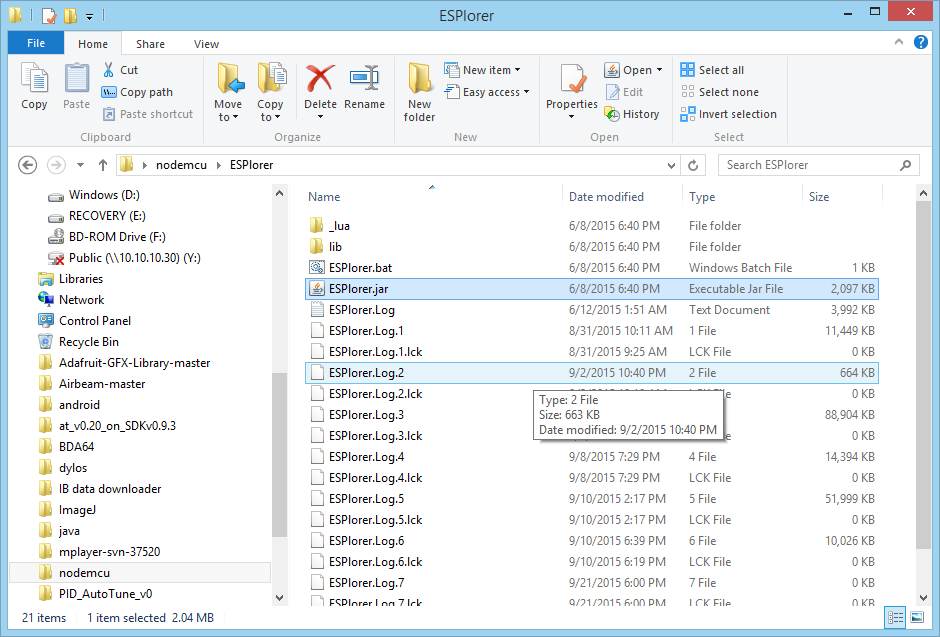 ESPlorer
File Home Share View
Copy
Paste
Cut
Copy path
Paste shortcut
Clipboard
Move to
Copy to
Delete
Rename
Organize
New folder
New item
Easy access
New
Properties
Open
Edit
History
Open
Select all
Select none
Invert selection
Select
nodemcu ESPlorer
Search ESPlorer
Windows (D:)
RECOVERY (E:)
BD-ROM Drive (F:)
Public (\\10.10.10.30) (Y:)
Libraries
Network
Control Panel
Recycle Bin
Adafruit-GFX-Library-master
Airbeam-master
android
at_v0.20_on_SDKv0.9.3
BDA64
dylos
IB data downloader
ImageJ
java
mplayer-svn-37520
nodemcu
PID_AutoTune_v0
Name Date modified Type Size
_lua 6/8/2015 6:40 PM File folder
lib 6/8/2015 6:40 PM File folder
ESPlorer.bat 6/8/2015 6:40 PM Windows Batch File 1 KB
ESPlorer.jar 6/8/2015 6:40 PM Executable Jar File 2,097 KB
ESPlorer.Log 6/12/2015 1:51 AM Text Document 3,992 KB
ESPlorer.Log.1 8/31/2015 10:11 AM 1 File 11,449 KB
ESPlorer.Log.1.lck 8/31/2015 9:25 AM LCK File 0 KB
ESPlorer.Log.2 9/2/2015 10:40 PM 2 File 664 KB
ESPlorer.Log.2.lck 0 KB
ESPlorer.Log.3 88,904 KB
ESPlorer.Log.3.lck 0 KB
Type: 2 File
Size: 663 KB
Date modified: 9/2/2015 10:40 PM
ESPlorer.Log.4 9/8/2015 7:29 PM 4 File 14,394 KB
ESPlorer.Log.4.lck 9/8/2015 7:29 PM LCK File 0 KB
ESPlorer.Log.5 9/10/2015 2:17 PM 5 File 51,999 KB
ESPlorer.Log.5.lck 9/10/2015 2:17 PM LCK File 0 KB
ESPlorer.Log.6 9/10/2015 6:39 PM 6 File 10,026 KB
ESPlorer.Log.6.lck 9/10/2015 6:19 PM LCK File 0 KB
ESPlorer.Log.7 9/21/2015 6:00 PM 7 File
ESPlorer.Log.7.lck 9/21/2015 6:00 PM LCK File 0 KB
21 items 1 item selected 2.04 MB